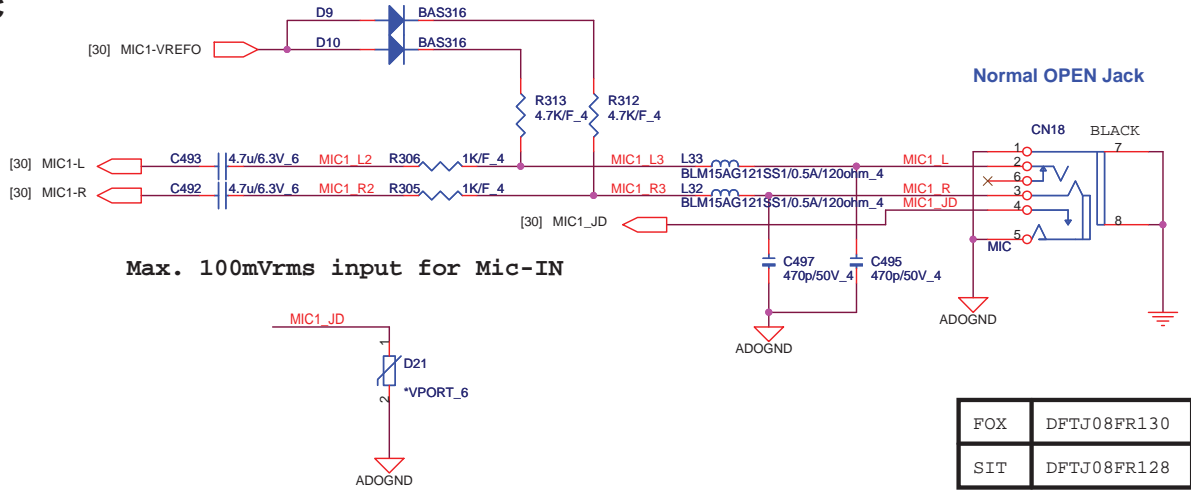 D9 BAS316
[30] MIC1-VREFO D10 BAS316
Normal OPEN Jack
R313 4.7K/F_4
R312 4.7K/F_4
CN18 BLACK
[30] MIC1-L C493 4.7u/6.3V_6 MIC1_L2 R306 1K/F_4 MIC1_L3 L33 MIC1_L
BLM15AG121SS1/0.5A/120ohm_4
[30] MIC1-R C492 4.7u/6.3V_6 MIC1_R2 R305 1K/F_4 MIC1_R3 L32 MIC1_R
BLM15AG121SS1/0.5A/120ohm_4
MIC1_JD
[30] MIC1_JD
1
2
6
3
4
5
7
8
MIC
Max. 100mVrms input for Mic-IN
C497
470p/50V_4
C495
470p/50V_4
ADOGND
ADOGND
MIC1_JD
1
D21
*VPORT_6
2
ADOGND
FOX DFTJ08FR130
SIT DFTJ08FR128